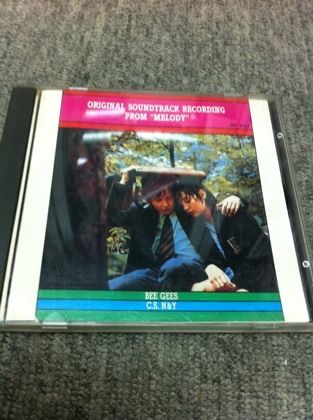 ORIGINAL SOUNDTRACK RECORDING
FROM "MELODY" ®
BEE GEES
C.S. N&Y